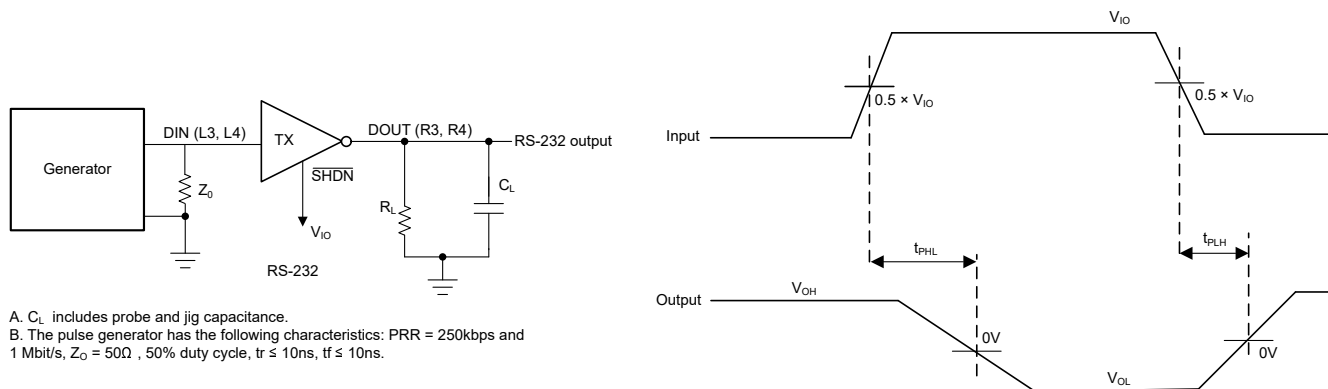 Generator
DIN (L3, L4)
Z0
TX
SHDN
VIO
RS-232
DOUT (R3, R4)
RS-232 output
RL
CL
A. CL includes probe and jig capacitance.
B. The pulse generator has the following characteristics: PRR = 250kbps and
1 Mbit/s, ZO = 50Ω , 50% duty cycle, tr ≤ 10ns, tf ≤ 10ns.
VIO
0.5 × VIO
0.5 × VIO
Input
tPHL
tPLH
Output
VOH
0V
VOL
0V